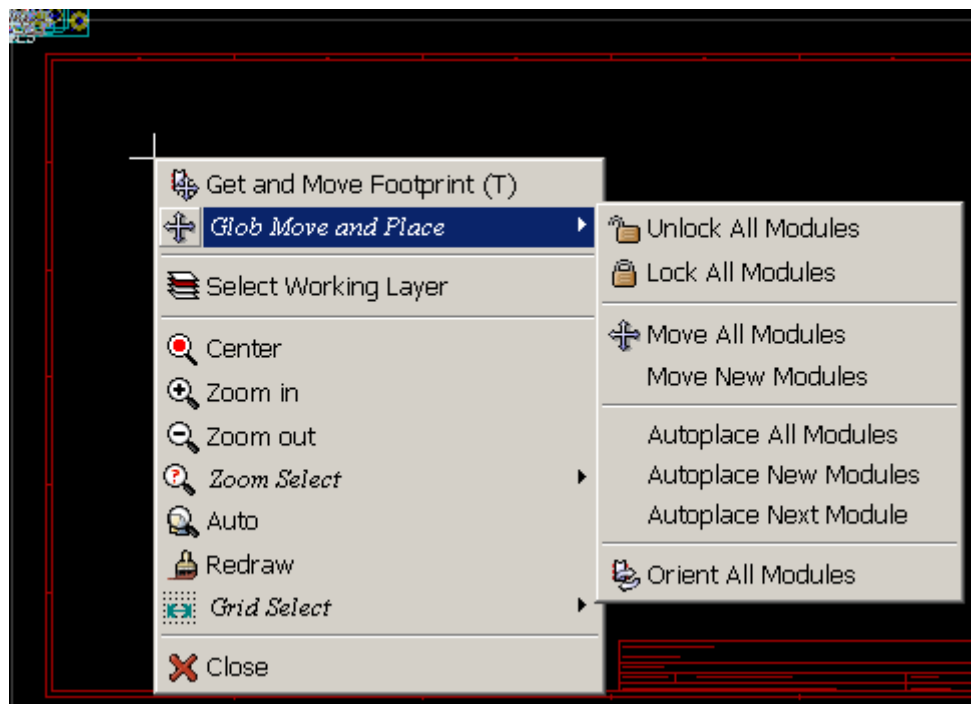 Get and Move Footprint (T)
Glob Move and Place
Select Working Layer
Center
Zoom in
Zoom out
Zoom Select
Auto
Redraw
Grid Select
Close
Unlock All Modules
Lock All Modules
Move All Modules
Move New Modules
Autoplace All Modules
Autoplace New Modules
Autoplace Next Module
Orient All Modules